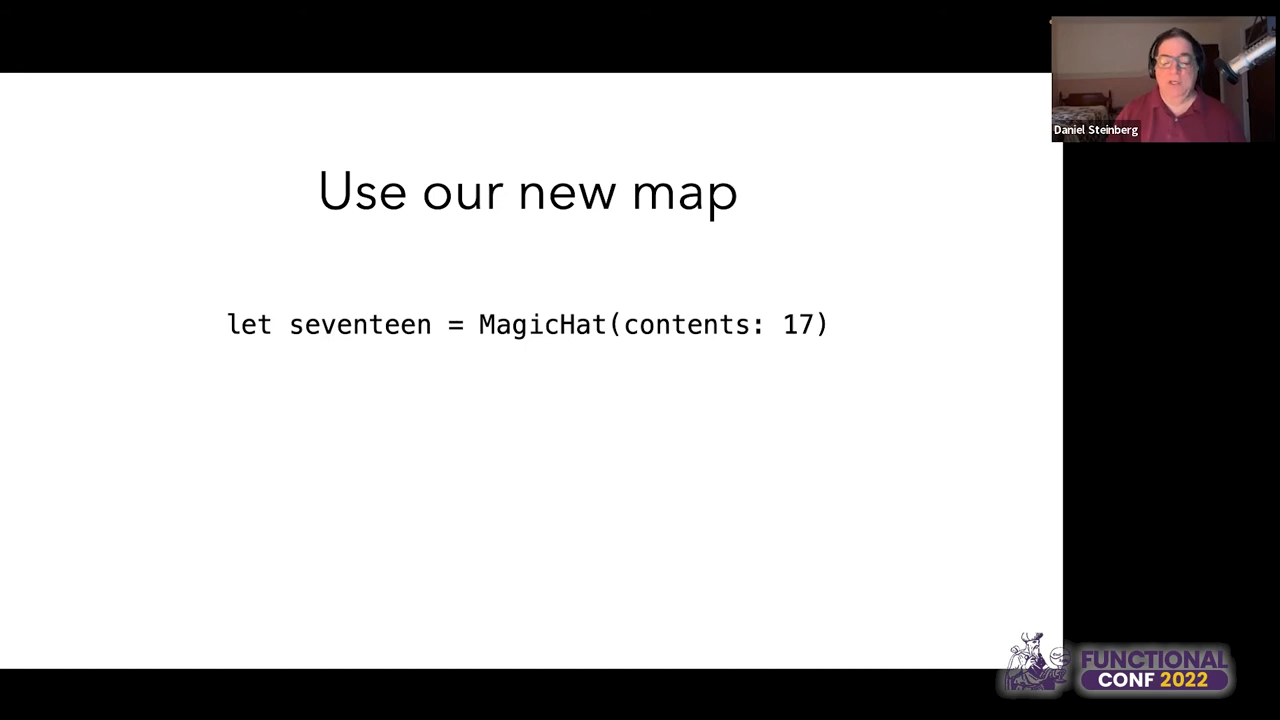 Use our new map
let seventeen = MagicHat(contents: 17)
Daniel Steinberg
FUNCTIONAL
CONF 2022